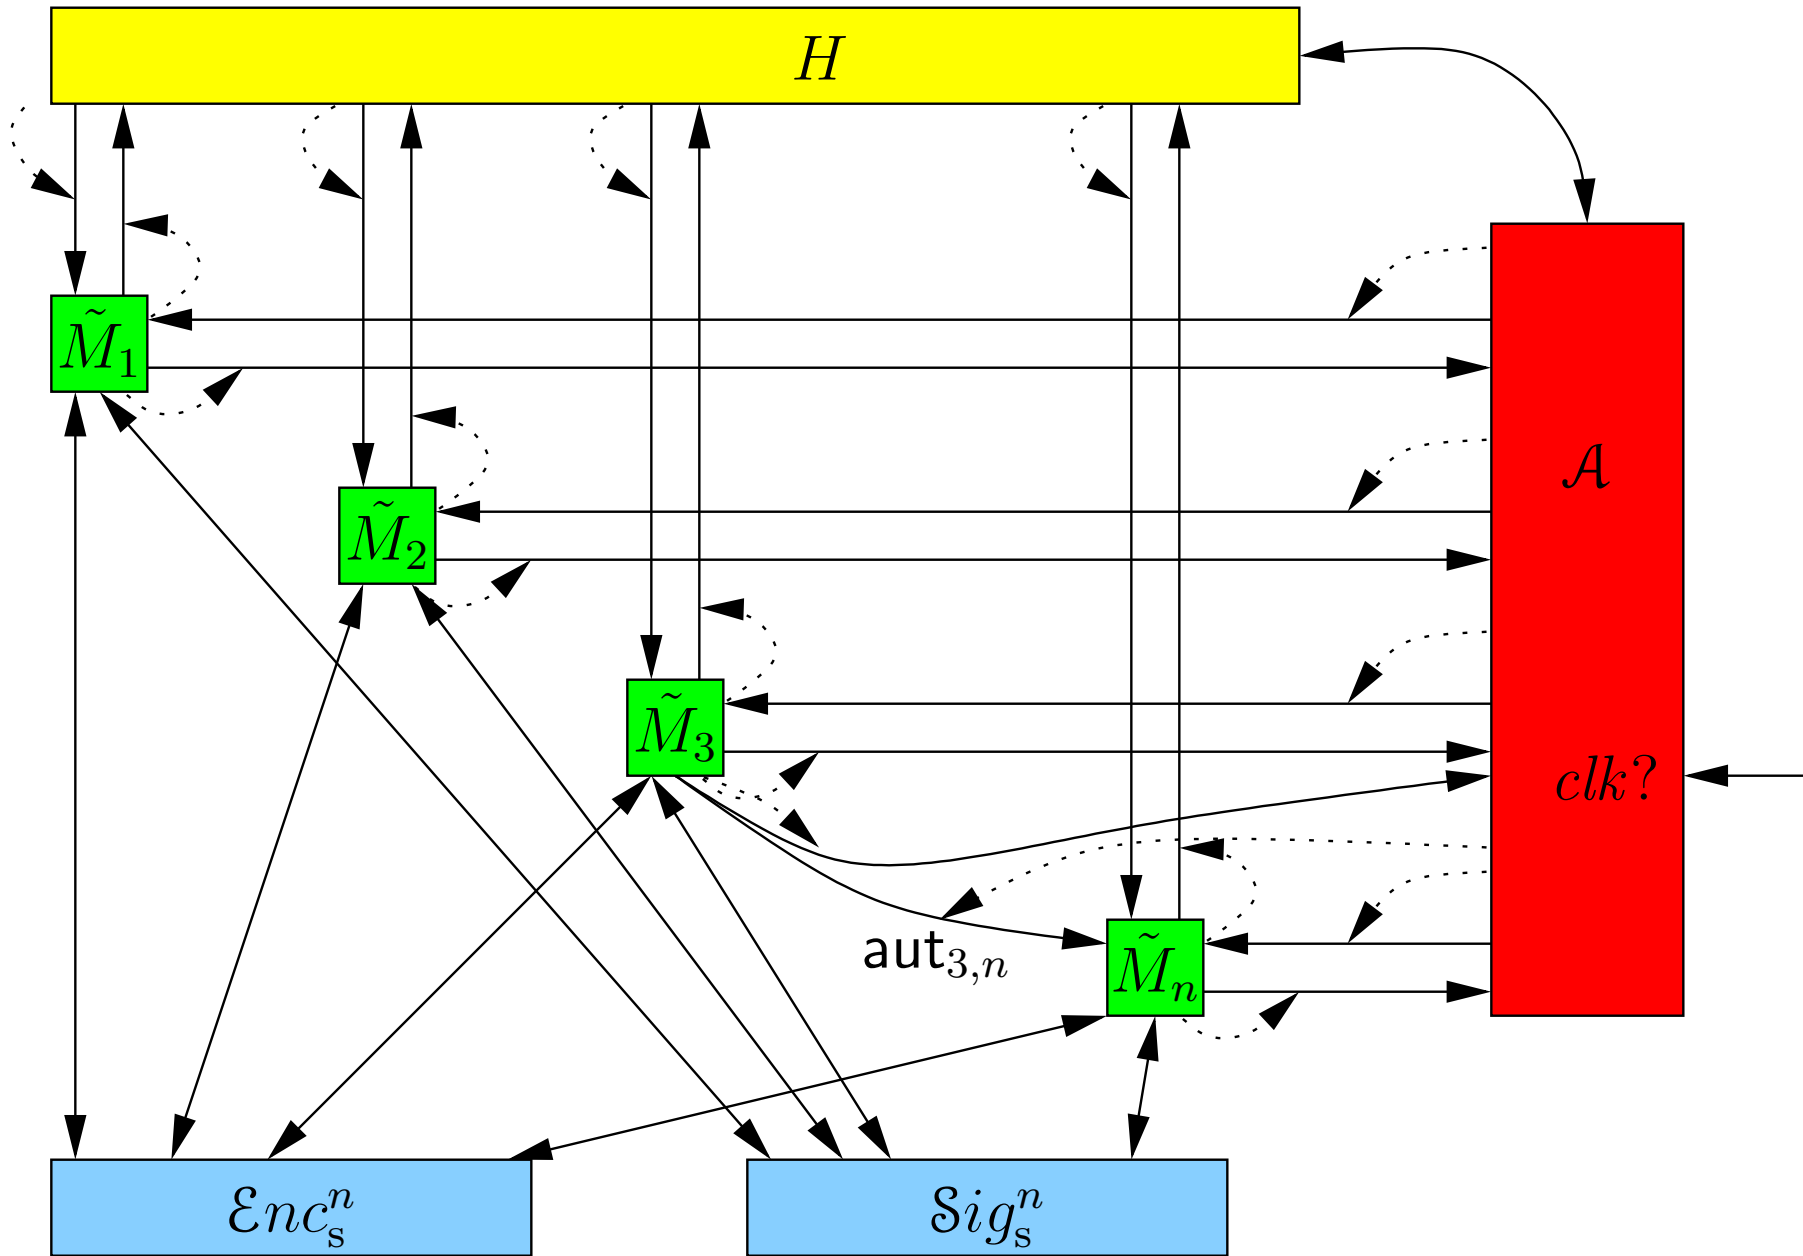 H
M̃₁
𝒜
M̃₂
M̃₃
clk?
aut₃,ₙ
M̃ₙ
ℰncₛⁿ
𝒮igₛⁿ